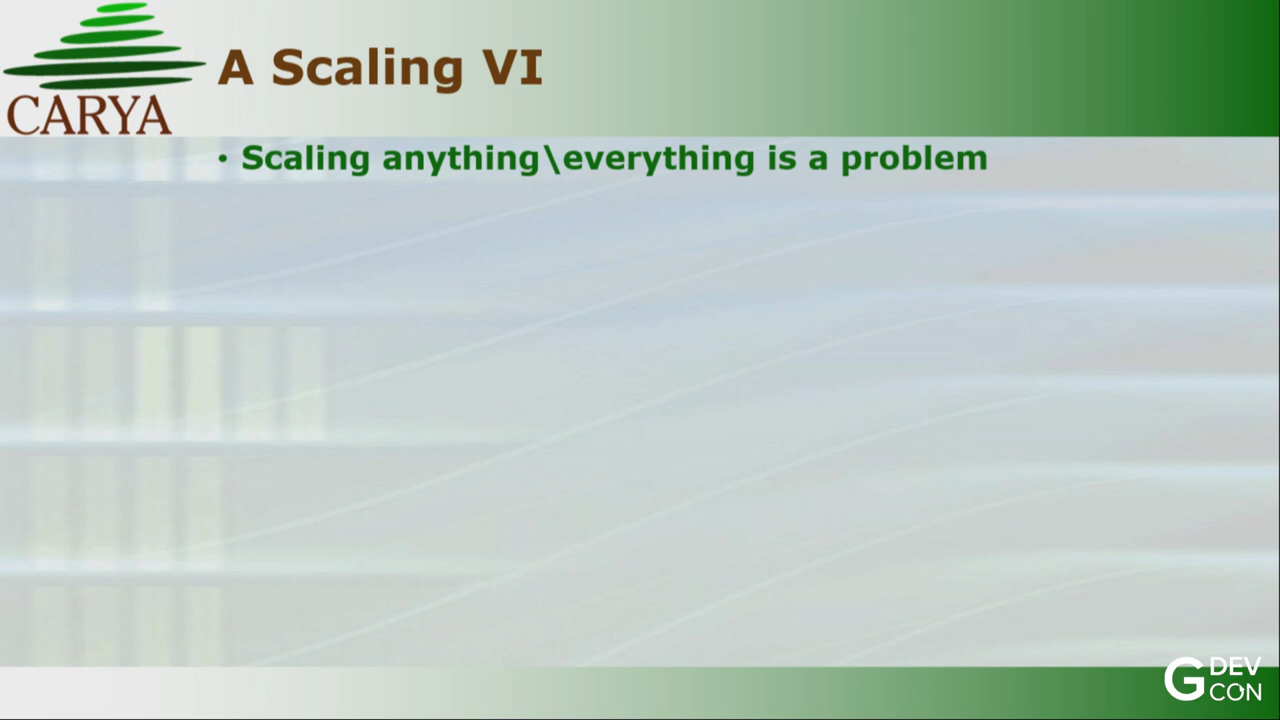 CARYA
A Scaling VI
• Scaling anything\everything is a problem
G DEV CON